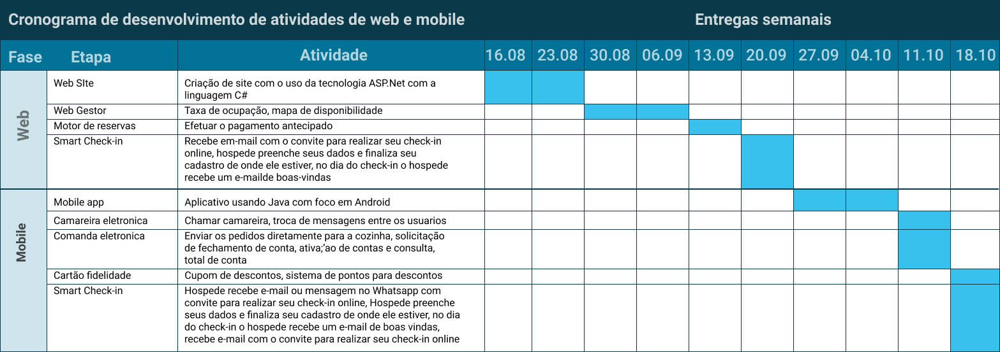 Cronograma de desenvolvimento de atividades de web e mobile
Entregas semanais
Fase
Etapa
Atividade
16.08
23.08
30.08
06.09
13.09
20.09
27.09
04.10
11.10
18.10
Web
Web SIte
Criação de site com o uso da tecnologia ASP.Net com a
linguagem C#
Web Gestor
Taxa de ocupação, mapa de disponibilidade
Motor de reservas
Efetuar o pagamento antecipado
Smart Check-in
Recebe em-mail com o convite para realizar seu check-in
online, hospede preenche seus dados e finaliza seu
cadastro de onde ele estiver, no dia do check-in o hospede
recebe um e-mailde boas-vindas
Mobile
Mobile app
Aplicativo usando Java com foco em Android
Camareira eletronica
Chamar camareira, troca de mensagens entre os usuarios
Comanda eletronica
Enviar os pedidos diretamente para a cozinha, solicitação
de fechamento de conta, ativa;’ao de contas e consulta,
total de conta
Cartão fidelidade
Cupom de descontos, sistema de pontos para descontos
Smart Check-in
Hospede recebe e-mail ou mensagem no Whatsapp com
convite para realizar seu check-in online, Hospede preenche
seus dados e finaliza seu cadastro de onde ele estiver, no dia
do check-in o hospede recebe um e-mail de boas vindas,
recebe e-mail com o convite para realizar seu check-in online